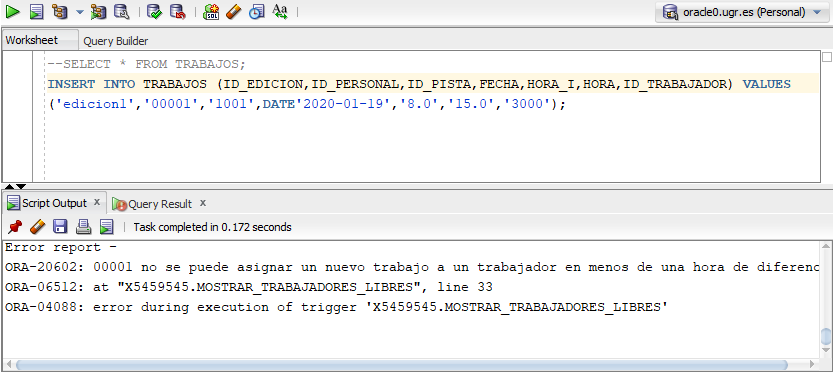 oracle0.ugr.es (Personal)
Worksheet Query Builder
--SELECT * FROM TRABAJOS;
INSERT INTO TRABAJOS (ID_EDICION,ID_PERSONAL,ID_PISTA,FECHA,HORA_I,HORA,ID_TRABAJADOR) VALUES
('edicion1','00001','1001',DATE'2020-01-19','8.0','15.0','3000');
Script Output x Query Result x
Task completed in 0.172 seconds
Error report -
ORA-20602: 00001 no se puede asignar un nuevo trabajo a un trabajador en menos de una hora de diferenc
ORA-06512: at "X5459545.MOSTRAR_TRABAJADORES_LIBRES", line 33
ORA-04088: error during execution of trigger 'X5459545.MOSTRAR_TRABAJADORES_LIBRES'